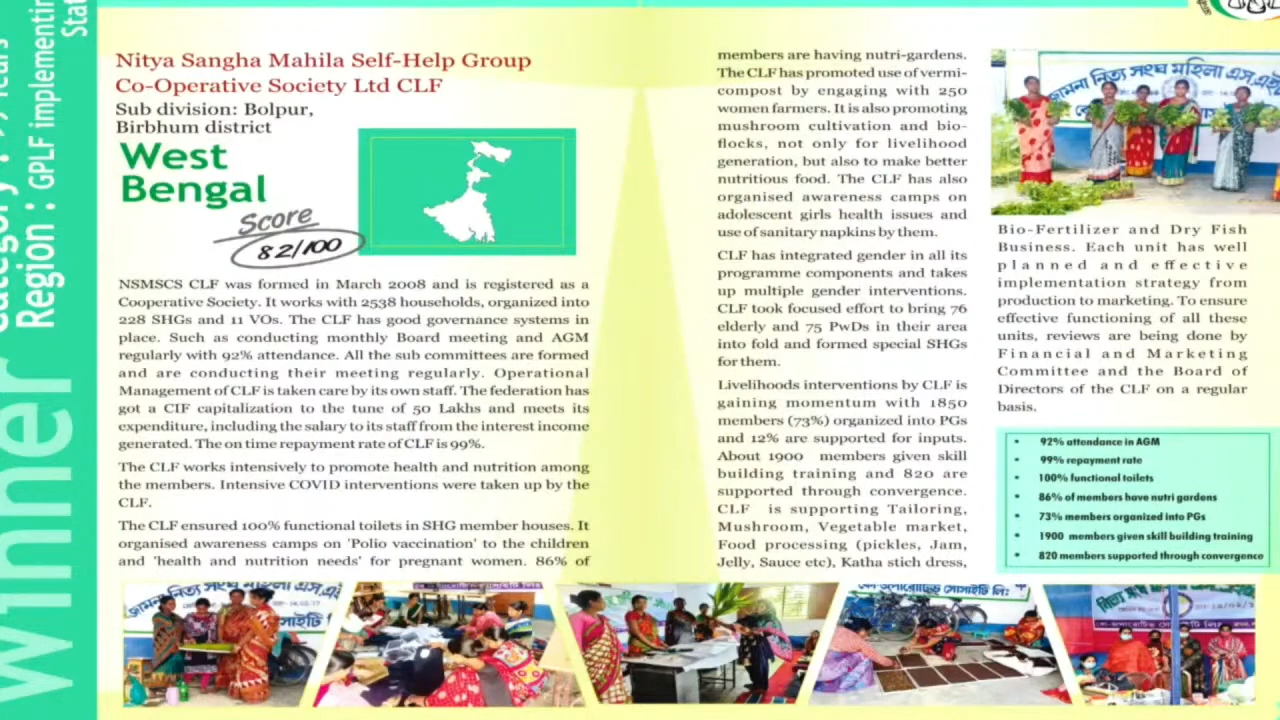 Winner
Region : GPLF implementin
Stat
Nitya Sangha Mahila Self-Help Group
Co-Operative Society Ltd CLF
Sub division: Bolpur,
Birbhum district
West
Bengal
Score
82/100
NSMSCS CLF was formed in March 2008 and is registered as a
Cooperative Society. It works with 2538 households, organized into
228 SHGs and 11 VOs. The CLF has good governance systems in
place. Such as conducting monthly Board meeting and AGM
regularly with 92% attendance. All the sub committees are formed
and are conducting their meeting regularly. Operational
Management of CLF is taken care by its own staff. The federation has
got a CIF capitalization to the tune of 50 Lakhs and meets its
expenditure, including the salary to its staff from the interest income
generated. The on time repayment rate of CLF is 99%.
The CLF works intensively to promote health and nutrition among
the members. Intensive COVID interventions were taken up by the
CLF.
The CLF ensured 100% functional toilets in SHG member houses. It
organised awareness camps on 'Polio vaccination' to the children
and 'health and nutrition needs' for pregnant women. 86% of
members are having nutri-gardens.
The CLF has promoted use of vermi-
compost by engaging with 250
women farmers. It is also promoting
mushroom cultivation and bio-
flocks, not only for livelihood
generation, but also to make better
nutritious food. The CLF has also
organised awareness camps on
adolescent girls health issues and
use of sanitary napkins by them.
CLF has integrated gender in all its
programme components and takes
up multiple gender interventions.
CLF took focused effort to bring 76
elderly and 75 PwDs in their area
into fold and formed special SHGs
for them.
Livelihoods interventions by CLF is
gaining momentum with 1850
members (73%) organized into PGs
and 12% are supported for inputs.
About 1900 members given skill
building training and 820 are
supported through convergence.
CLF is supporting Tailoring,
Mushroom, Vegetable market,
Food processing (pickles, Jam,
Jelly, Sauce etc), Katha stich dress,
জামনা নিত্য সংঘ মহিলা এস.এইচ
Bio-Fertilizer and Dry Fish
Business. Each unit has well
planned and effective
implementation strategy from
production to marketing. To ensure
effective functioning of all these
units, reviews are being done by
Financial and Marketing
Committee and the Board of
Directors of the CLF on a regular
basis.
• 92% attendance in AGM
• 99% repayment rate
• 100% functional toilets
• 86% of members have nutri gardens
• 73% members organized into PGs
• 1900 members given skill building training
• 820 members supported through convergence
জামনা নিত্য সংঘ মহিলা এস.এই
নিত্য সংঘ ম